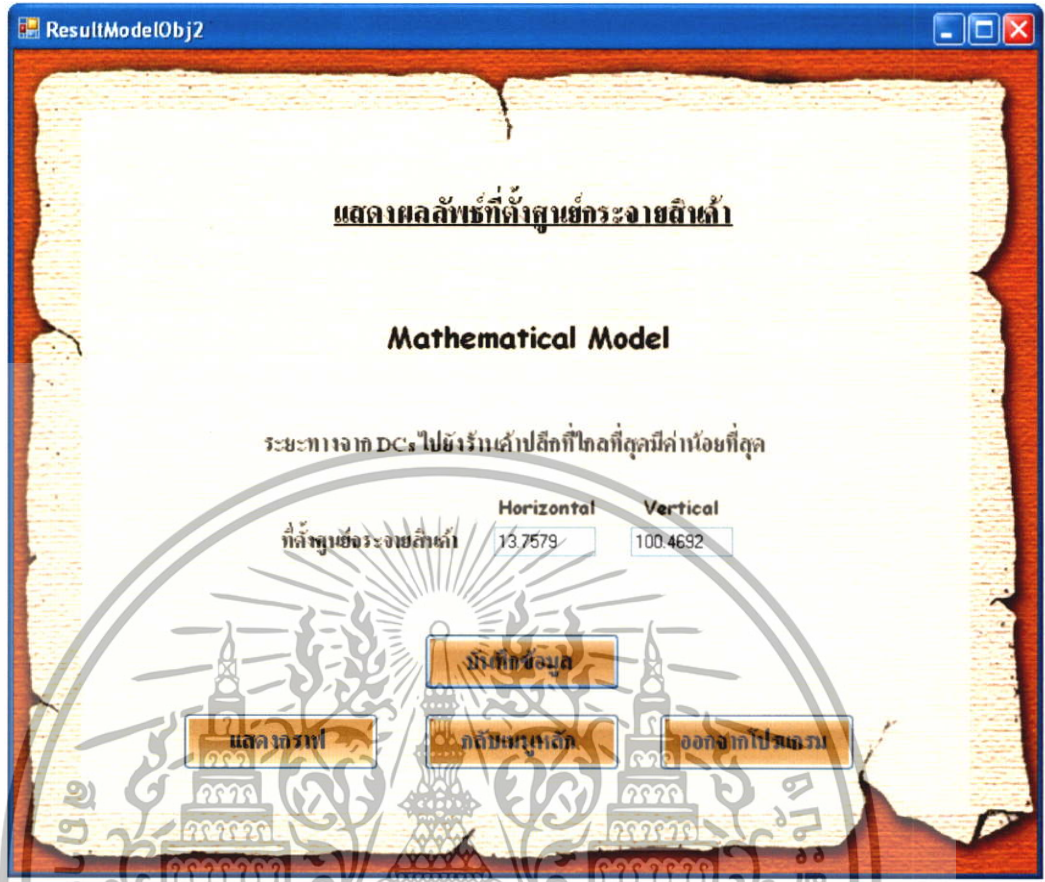 ResultModelObj2
แสดงผลลัพธ์ที่ตั้งศูนย์กระจายสินค้า
Mathematical Model
ระยะทางจาก DC's ไปยังร้านค้าปลีกที่ไกลที่สุดมีค่าน้อยที่สุด
Horizontal Vertical
ที่ตั้งศูนย์กระจายสินค้า 13.7579 100.4692
บันทึกข้อมูล
แสดงกราฟ กลับเมนูหลัก ออกจากโปรแกรม